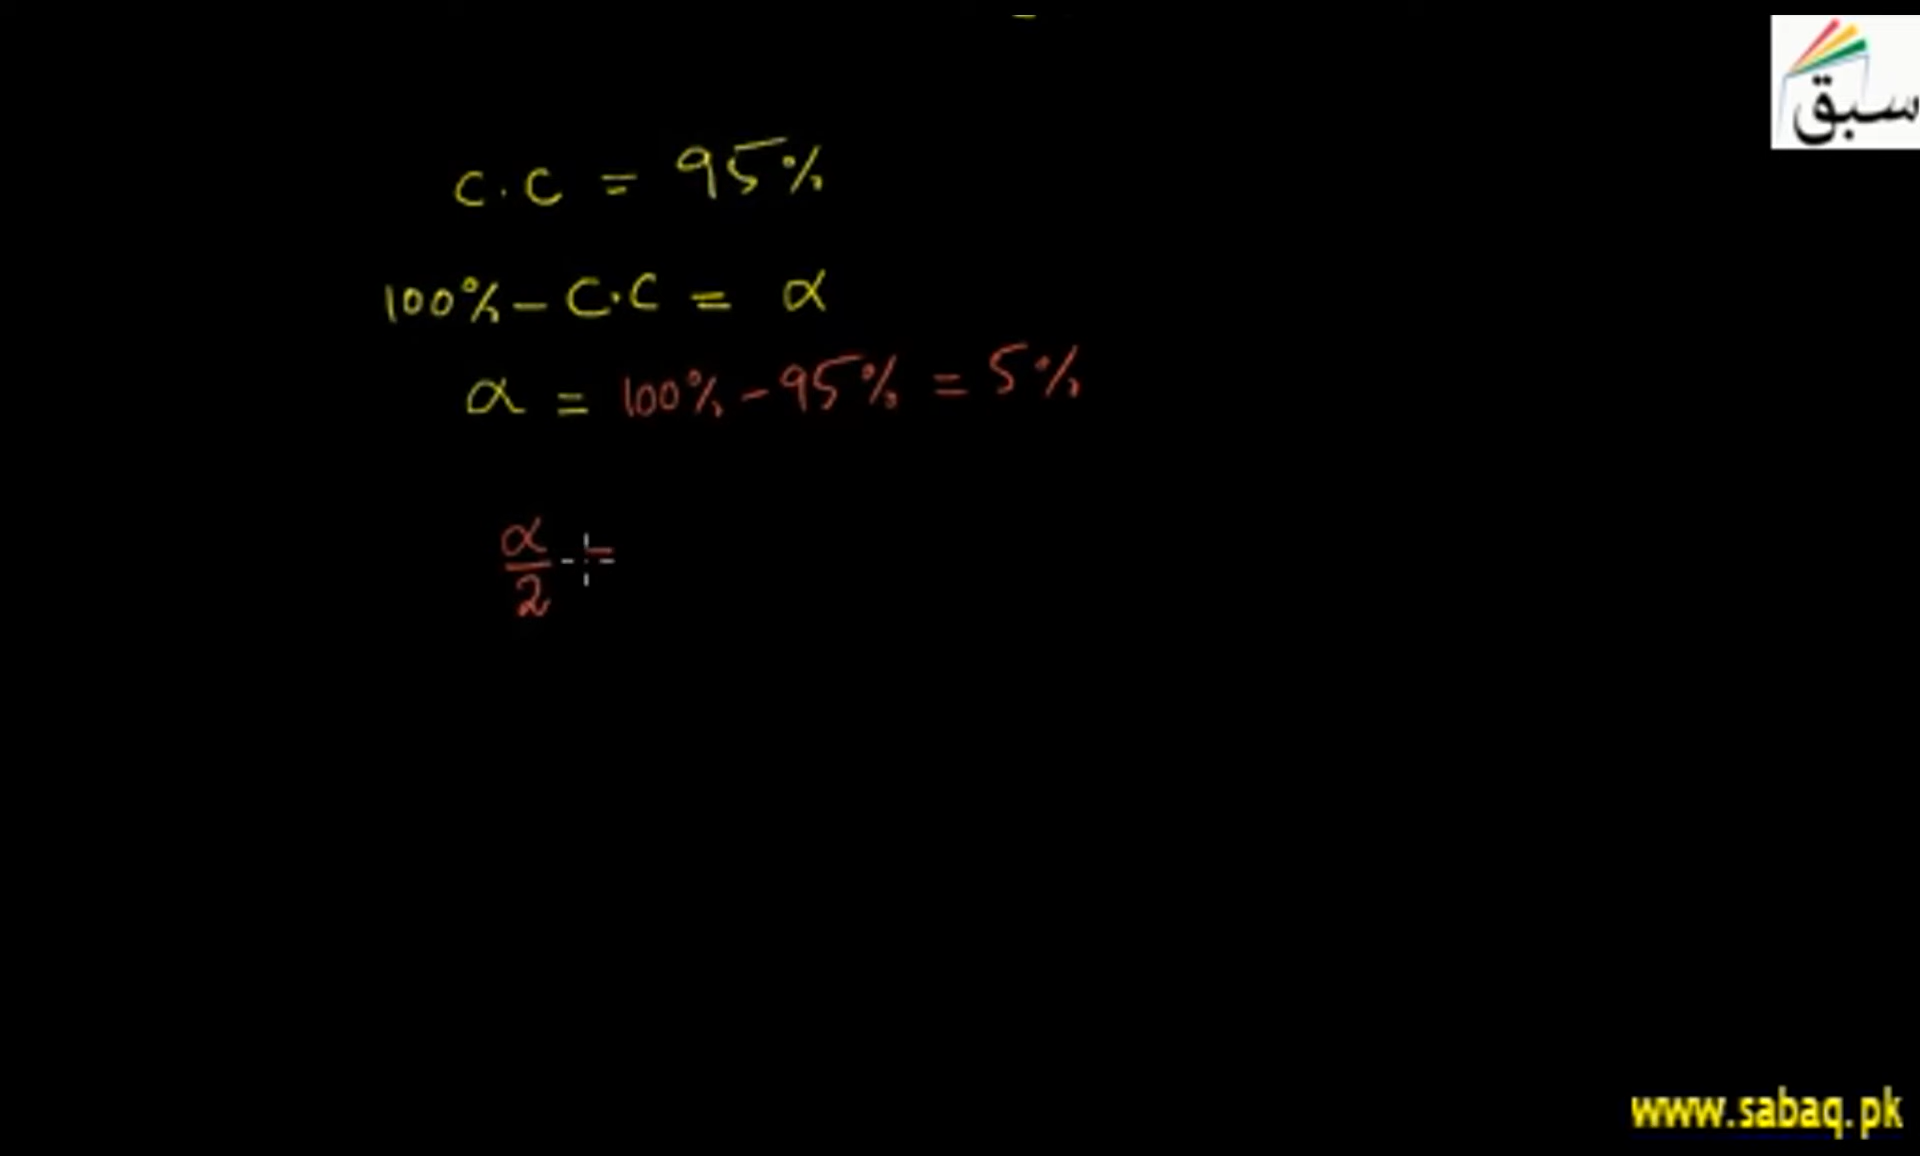 سبق
C.C = 95%
100% - C.C = α
α = 100% - 95% = 5%
α/2 =
www.sabaq.pk